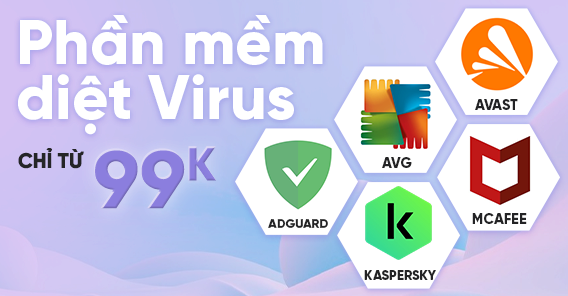 Phần mềm
diệt Virus
CHỈ TỪ 99K
AVAST
AVG
MCAFEE
ADGUARD
k
KASPERSKY